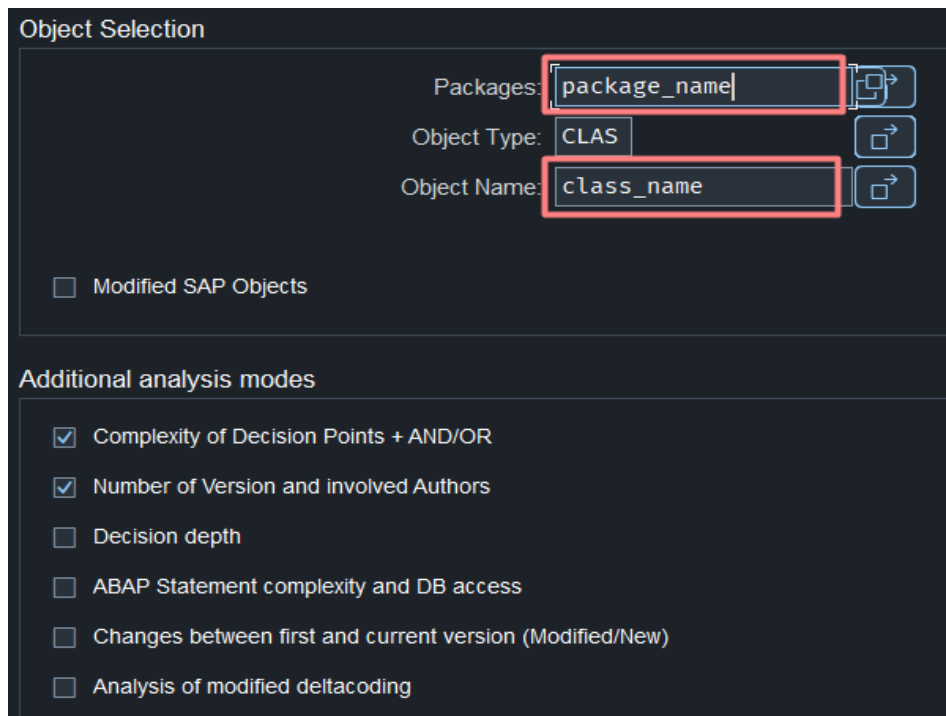 Object Selection
Packages: package_name
Object Type: CLAS
Object Name: class_name
Modified SAP Objects
Additional analysis modes
Complexity of Decision Points + AND/OR
Number of Version and involved Authors
Decision depth
ABAP Statement complexity and DB access
Changes between first and current version (Modified/New)
Analysis of modified deltacoding